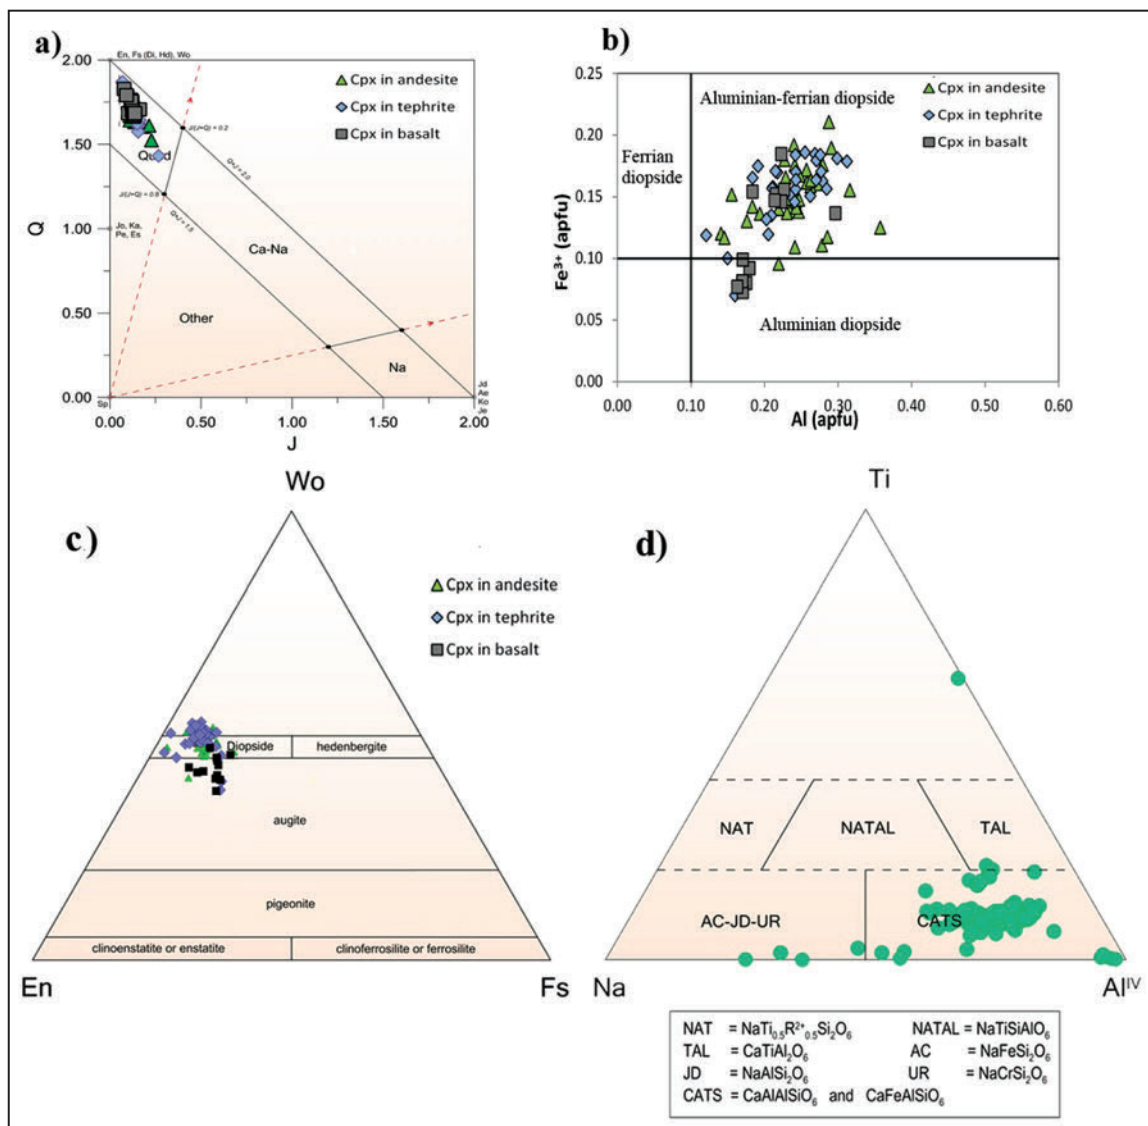 a)
En, Fs (Di, Hd), Wo
2.00
1.50
1.00
0.50
0.00
Q
Cpx in andesite
Cpx in tephrite
Cpx in basalt
J/(J+Q) = 0.2
Quad
Q+J = 2.0
Q+J = 1.5
Jo, Ka,
Pe, Es
Ca-Na
Other
Na
Sp
Jd
Ae
Ko
Je
0.00 0.50 1.00 1.50 2.00
J
b)
0.25
0.20
0.15
0.10
0.05
0.00
Fe³⁺ (apfu)
Aluminian-ferrian diopside
Cpx in andesite
Cpx in tephrite
Cpx in basalt
Ferrian
diopside
Aluminian diopside
0.00 0.10 0.20 0.30 0.40 0.50 0.60
Al (apfu)
c)
Wo
Cpx in andesite
Cpx in tephrite
Cpx in basalt
Diopside hedenbergite
augite
pigeonite
clinoenstatite or enstatite clinoferrosilite or ferrosilite
En Fs
d)
Ti
NAT NATAL TAL
AC-JD-UR CATS
Na Alᴵⱽ
NAT = NaTi₀.₅R²⁺₀.₅Si₂O₆ NATAL = NaTiSiAlO₆
TAL = CaTiAl₂O₆ AC = NaFeSi₂O₆
JD = NaAlSi₂O₆ UR = NaCrSi₂O₆
CATS = CaAlAlSiO₆ and CaFeAlSiO₆